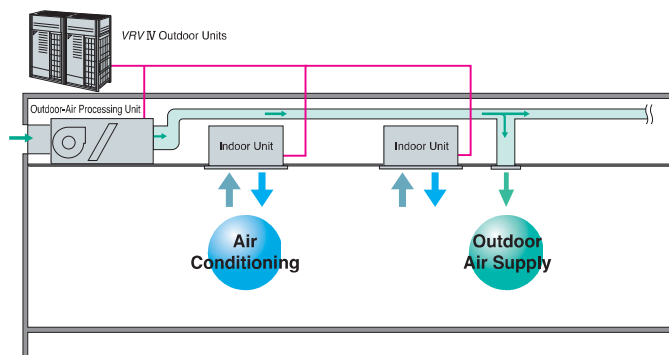 VRV IV Outdoor Units
Outdoor-Air Processing Unit
Indoor Unit
Indoor Unit
Air
Conditioning
Outdoor
Air Supply